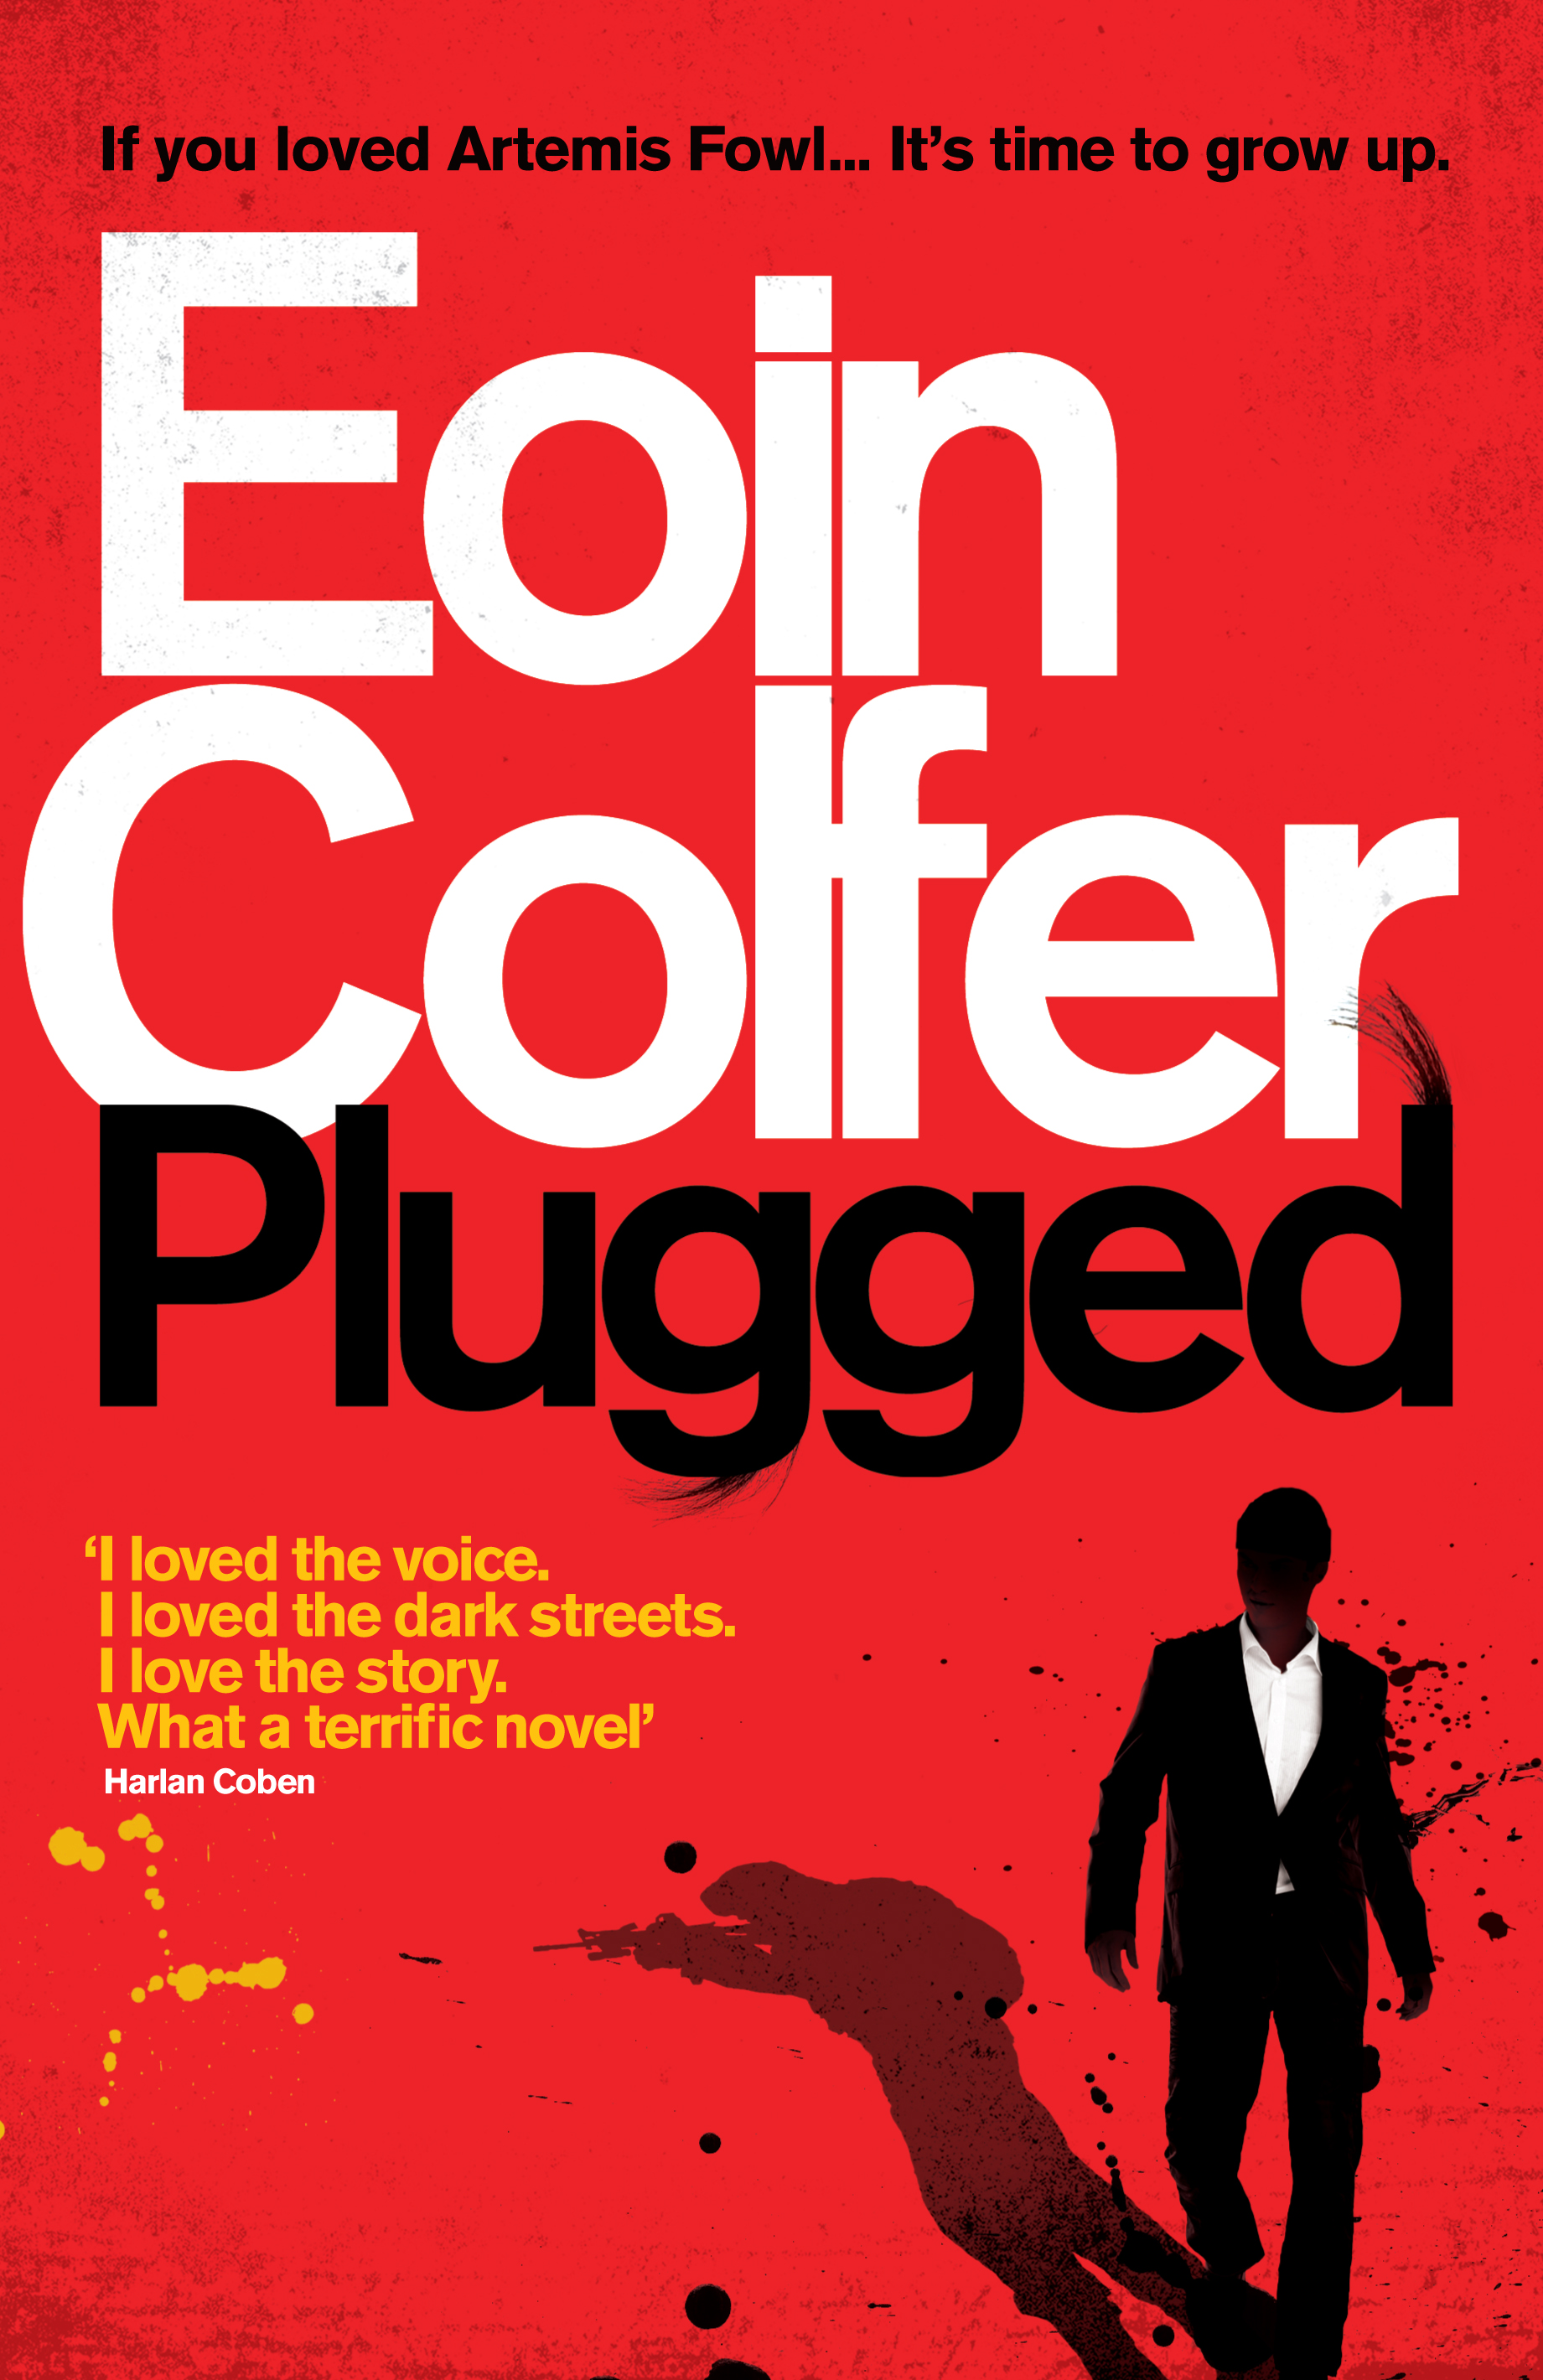 If you loved Artemis Fowl... It’s time to grow up.
Eoin
Colfer
Plugged
‘I loved the voice.
I loved the dark streets.
I love the story.
What a terrific novel’
Harlan Coben